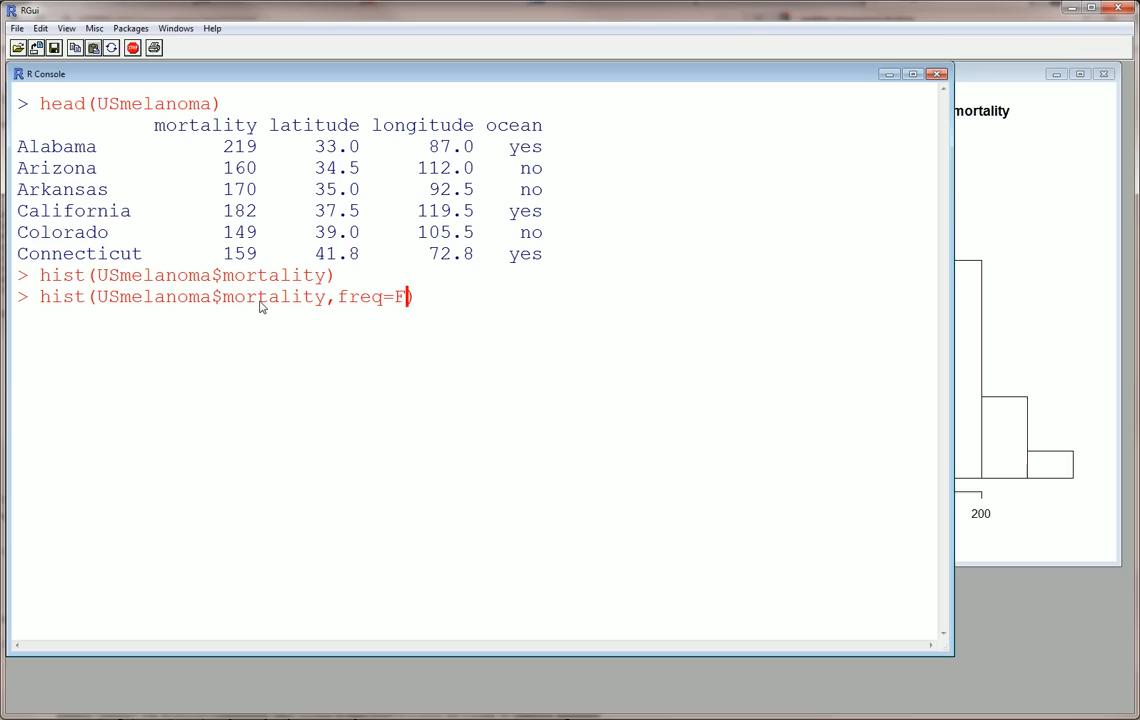 RGui
File Edit View Misc Packages Windows Help
R Console
> head(USmelanoma)
mortality latitude longitude ocean
Alabama 219 33.0 87.0 yes
Arizona 160 34.5 112.0 no
Arkansas 170 35.0 92.5 no
California 182 37.5 119.5 yes
Colorado 149 39.0 105.5 no
Connecticut 159 41.8 72.8 yes
> hist(USmelanoma$mortality)
> hist(USmelanoma$mortality,freq=F)
mortality
200
STOP